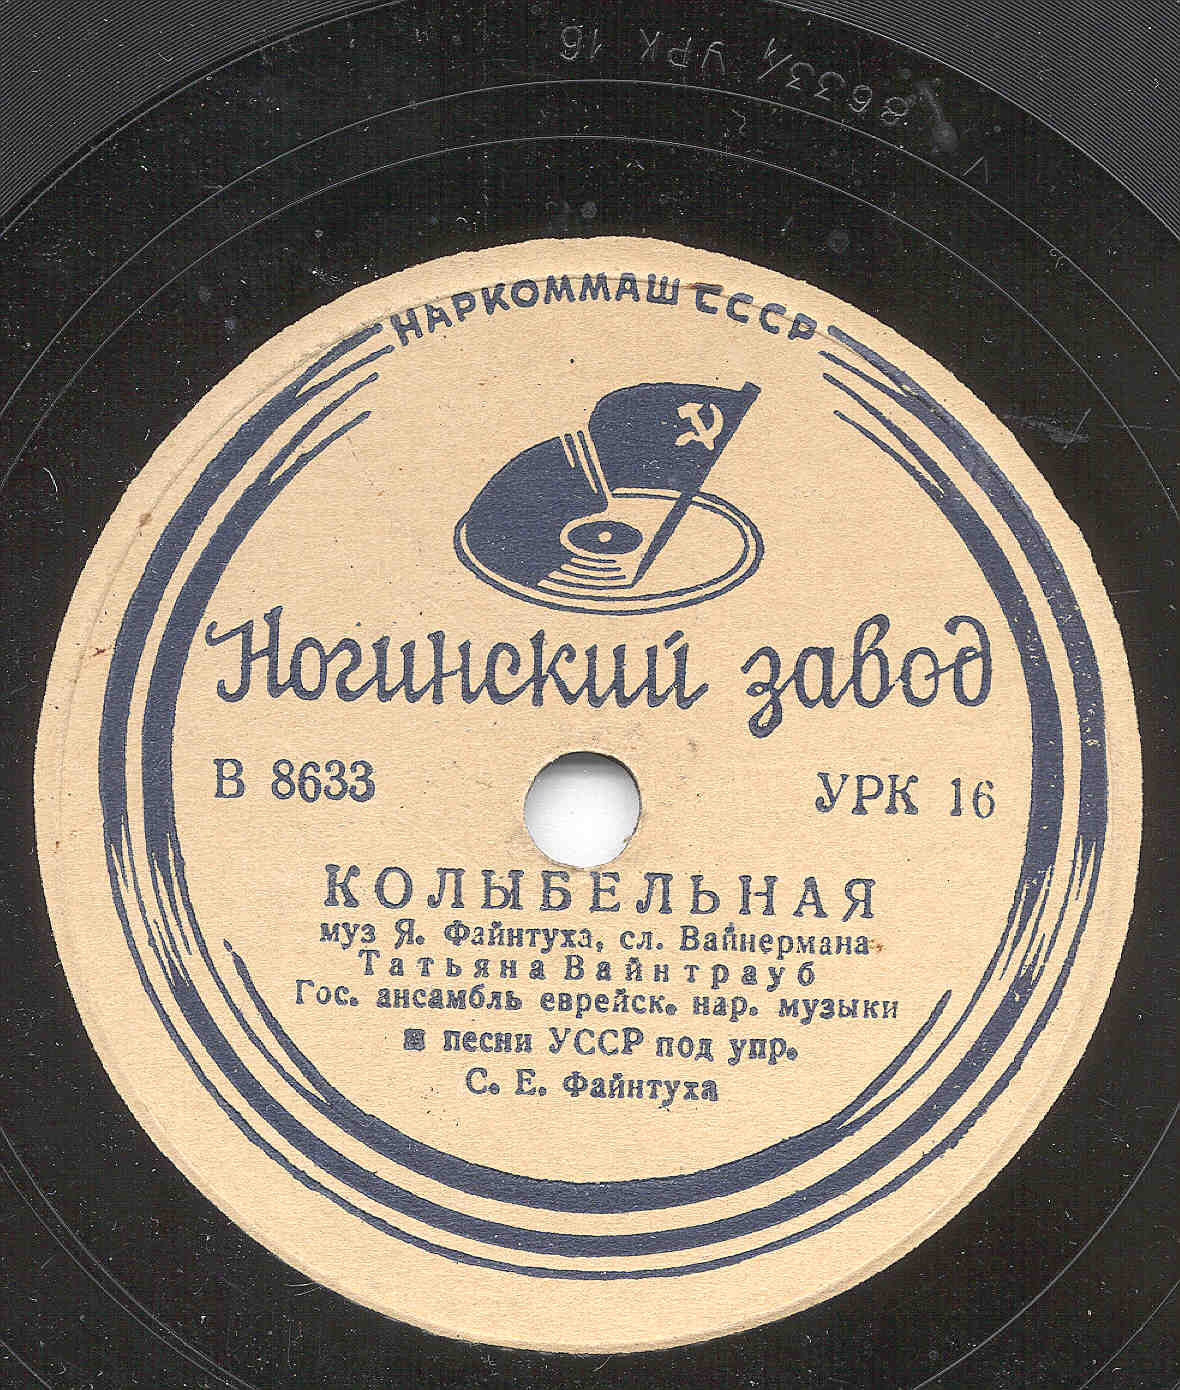 8633/1 УРК 16
НАРКОММАШ СССР
Ногинский завод
В 8633
УРК 16
КОЛЫБЕЛЬНАЯ
муз Я. Файнтуха, сл. Вайнермана
Татьяна Вайнтрауб
Гос. ансамбль еврейск. нар. музыки
и песни УССР под упр.
С. Е. Файнтуха